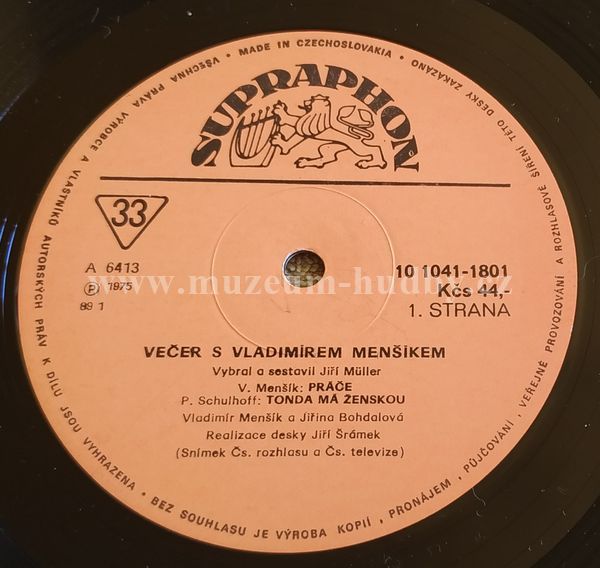 VŠECHNA PRÁVA VÝROBCE A VLASTNÍKŮ AUTORSKÝCH PRÁV K DÍLU JSOU VYHRAZENA • BEZ SOUHLASU JE VÝROBA KOPIÍ, PRONÁJEM, PŮJČOVÁNÍ, VEŘEJNÉ PROVOZOVÁNÍ A ROZHLASOVÉ ŠÍŘENÍ TÉTO DESKY ZAKÁZÁNO • MADE IN CZECHOSLOVAKIA •
SUPRAPHON
33
A 6413
℗ 1975
89 1
10 1041-1801
Kčs 44,-
1. STRANA
www.muzeum-hudby.cz
VEČER S VLADIMÍREM MENŠÍKEM
Vybral a sestavil Jiří Müller
V. Menšík: PRÁČE
P. Schulhoff: TONDA MÁ ŽENSKOU
Vladimír Menšík a Jiřina Bohdalová
Realizace desky Jiří Šrámek
(Snímek Čs. rozhlasu a Čs. televize)